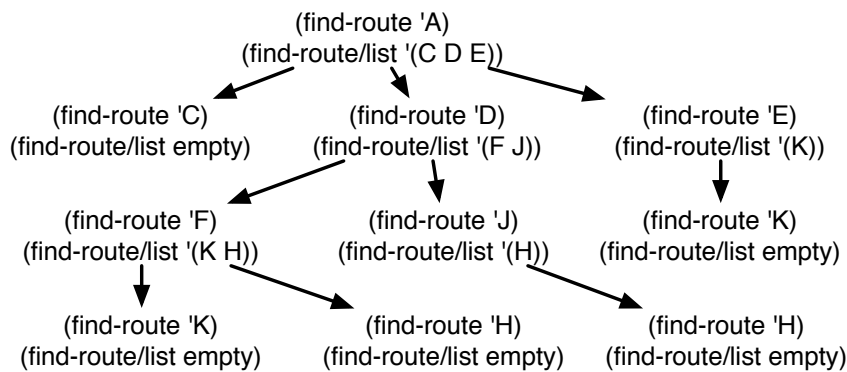 (find-route 'A)
(find-route/list '(C D E))
(find-route 'C)
(find-route/list empty)
(find-route 'D)
(find-route/list '(F J))
(find-route 'E)
(find-route/list '(K))
(find-route 'F)
(find-route/list '(K H))
(find-route 'J)
(find-route/list '(H))
(find-route 'K)
(find-route/list empty)
(find-route 'K)
(find-route/list empty)
(find-route 'H)
(find-route/list empty)
(find-route 'H)
(find-route/list empty)